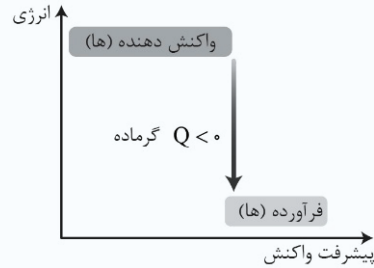 انرژی
واکنش دهنده (ها)
گرماده Q < ۰
فرآورده (ها)
پیشرفت واکنش